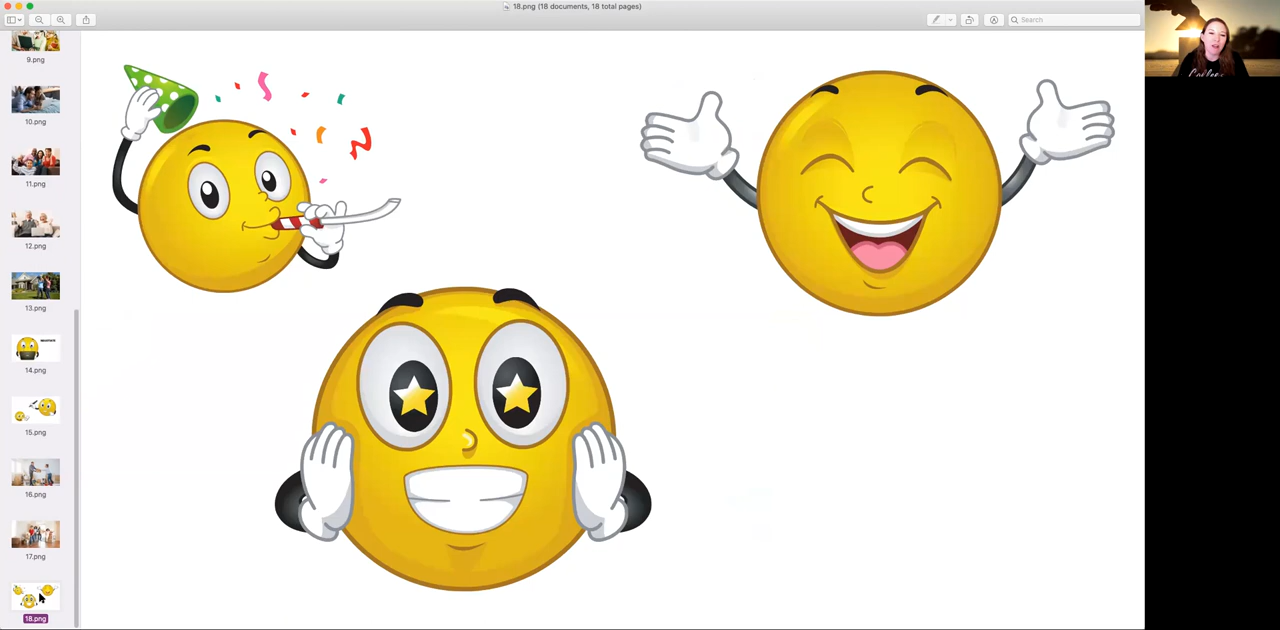 18.png (18 documents, 18 total pages)
Search
9.png
10.png
11.png
12.png
13.png
14.png
15.png
16.png
17.png
18.png